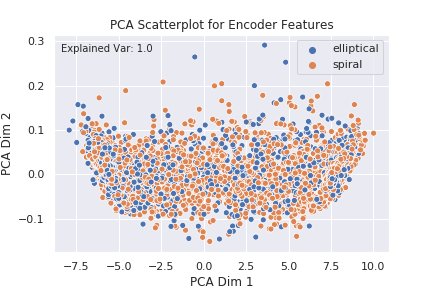 PCA Scatterplot for Encoder Features
Explained Var: 1.0
elliptical
spiral
PCA Dim 2
0.3
0.2
0.1
0.0
−0.1
−7.5 −5.0 −2.5 0.0 2.5 5.0 7.5 10.0
PCA Dim 1